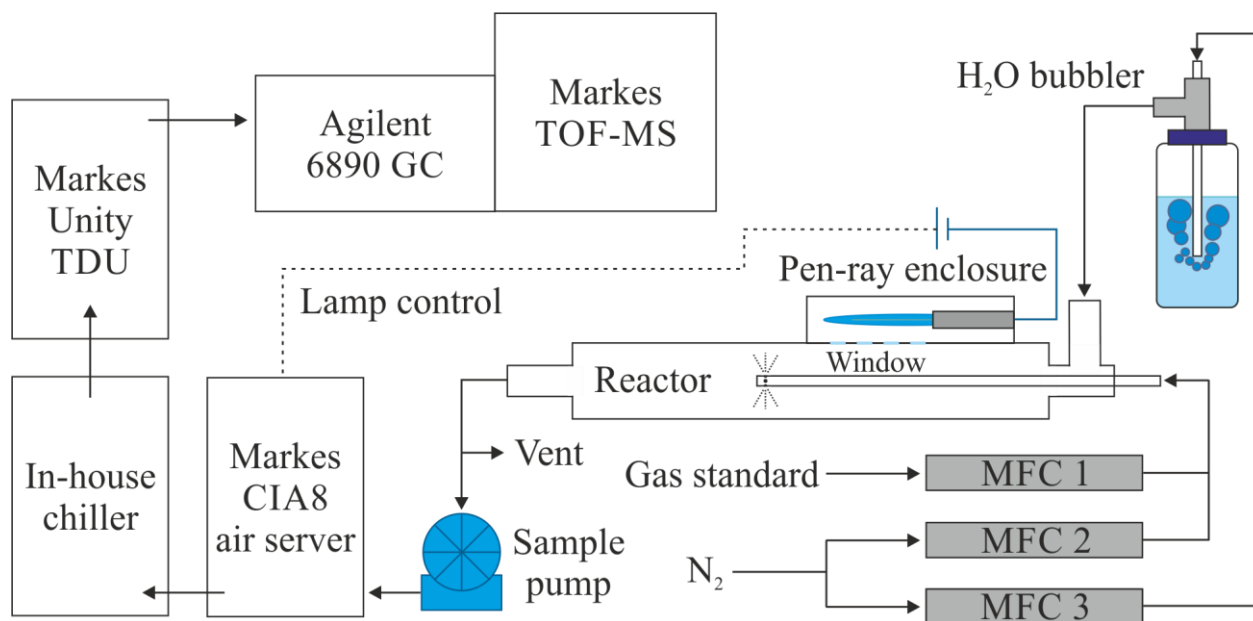 Markes
Unity
TDU
Agilent
6890 GC
Markes
TOF-MS
H₂O bubbler
Pen-ray enclosure
Lamp control
Window
Reactor
In-house
chiller
Markes
CIA8
air server
Vent
Sample
pump
Gas standard
MFC 1
N₂
MFC 2
MFC 3